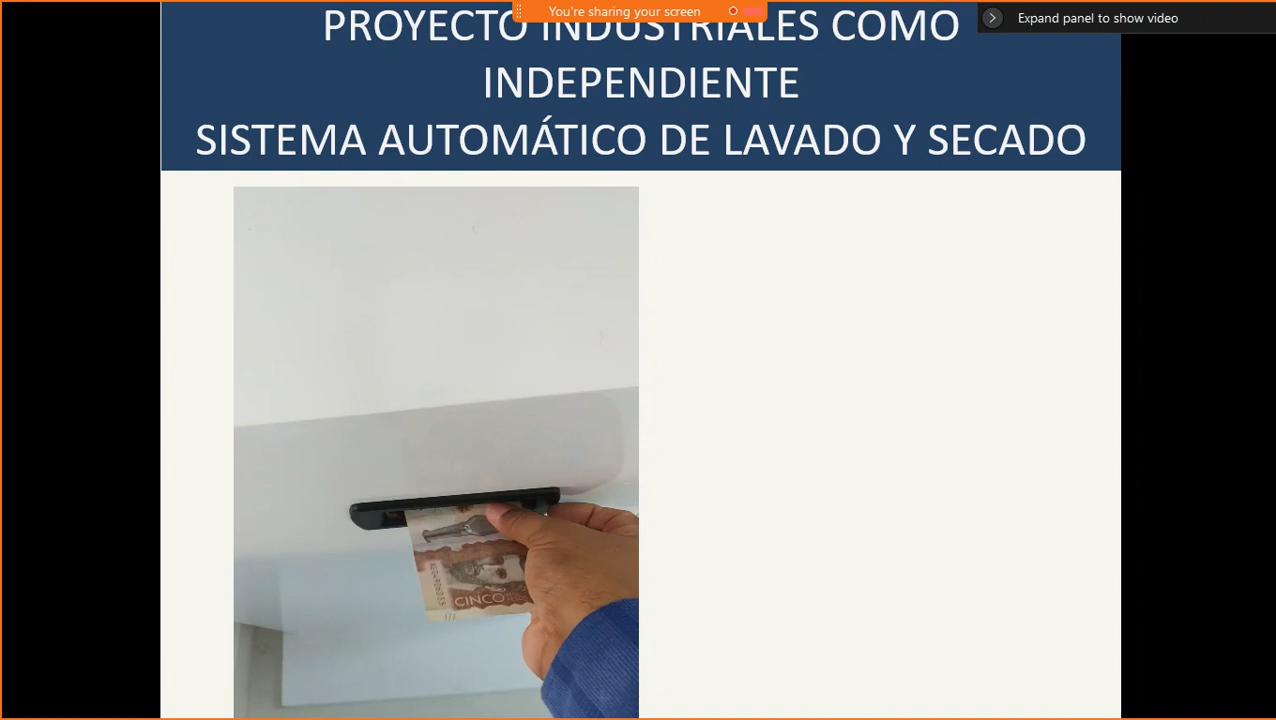 You're sharing your screen
Expand panel to show video
PROYECTO INDUSTRIALES COMO
INDEPENDIENTE
SISTEMA AUTOMÁTICO DE LAVADO Y SECADO
CINCO